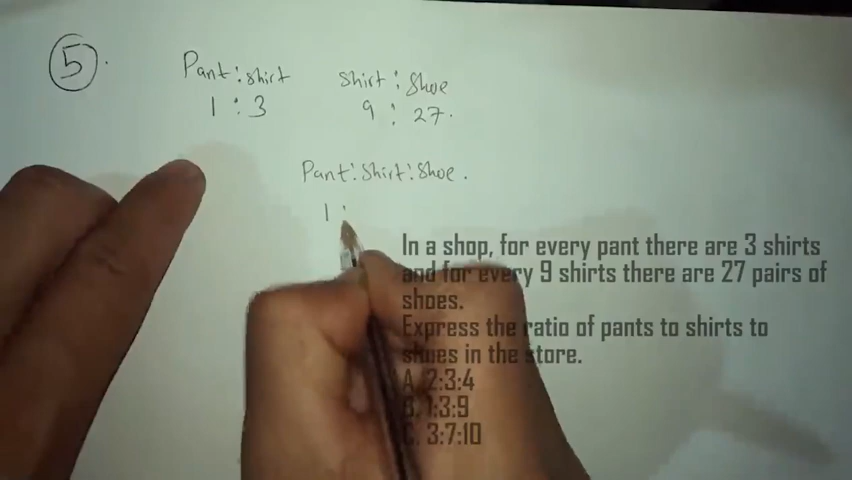 5.
Pant:shirt
1 : 3
shirt:Shoe
9 : 27.
Pant:Shirt:Shoe.
1 :
In a shop, for every pant there are 3 shirts
and for every 9 shirts there are 27 pairs of
shoes.
Express the ratio of pants to shirts to
shoes in the store.
A. 2:3:4
B. 1:3:9
C. 3:7:10